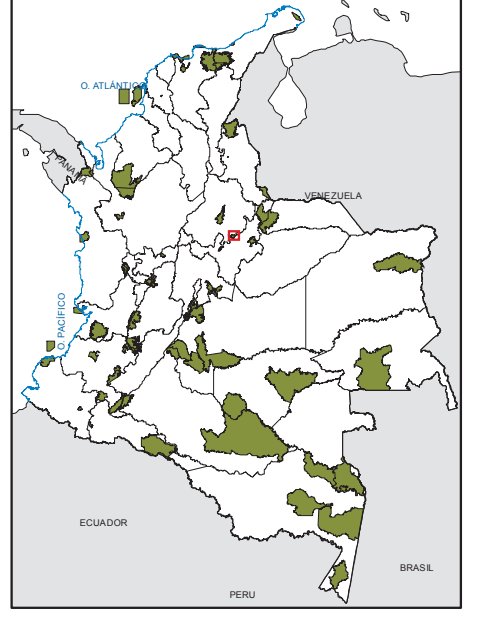 O. ATLÁNTICO
PANAMA
VENEZUELA
O. PACÍFICO
ECUADOR
BRASIL
PERU